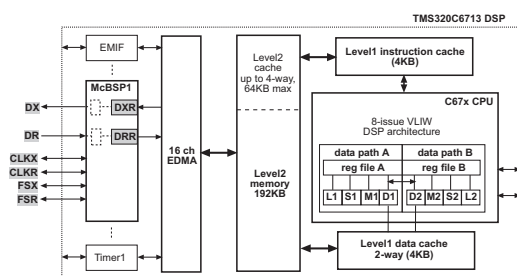 TMS320C6713 DSP
EMIF
McBSP1
DX
DXR
DR
DRR
CLKX
CLKR
FSX
FSR
Timer1
16 ch
EDMA
Level2
cache
up to 4-way,
64KB max
Level2
memory
192KB
Level1 instruction cache
(4KB)
C67x CPU
8-issue VLIW
DSP architecture
data path A
data path B
reg file A
reg file B
L1 S1 M1 D1
D2 M2 S2 L2
Level1 data cache
2-way (4KB)